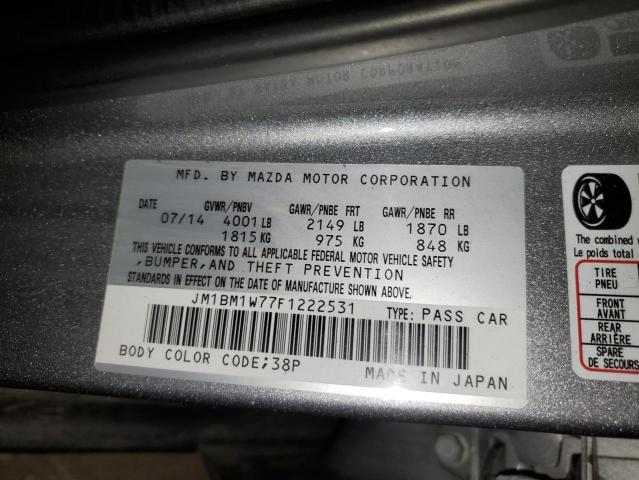 MFD. BY MAZDA MOTOR CORPORATION
GVWR/PNBV GAWR/PNBE FRT GAWR/PNBE RR
07/14 4001 LB 2149 LB 1870 LB
1815 KG 975 KG 848 KG
THIS VEHICLE CONFORMS TO ALL APPLICABLE FEDERAL MOTOR VEHICLE SAFETY
,BUMPER,AND THEFT PREVENTION
STANDARDS IN EFFECT ON THE DATE OF MANUFACTURE SHOWN ABOVE.
JM1BM1W77F1222531 TYPE: PASS CAR
BODY COLOR CODE;38P
MADE IN JAPAN
The combined
Le poids total
TIRE
PNEU
FRONT
AVANT
REAR
ARRIÈRE
SPARE
DE SECOURS